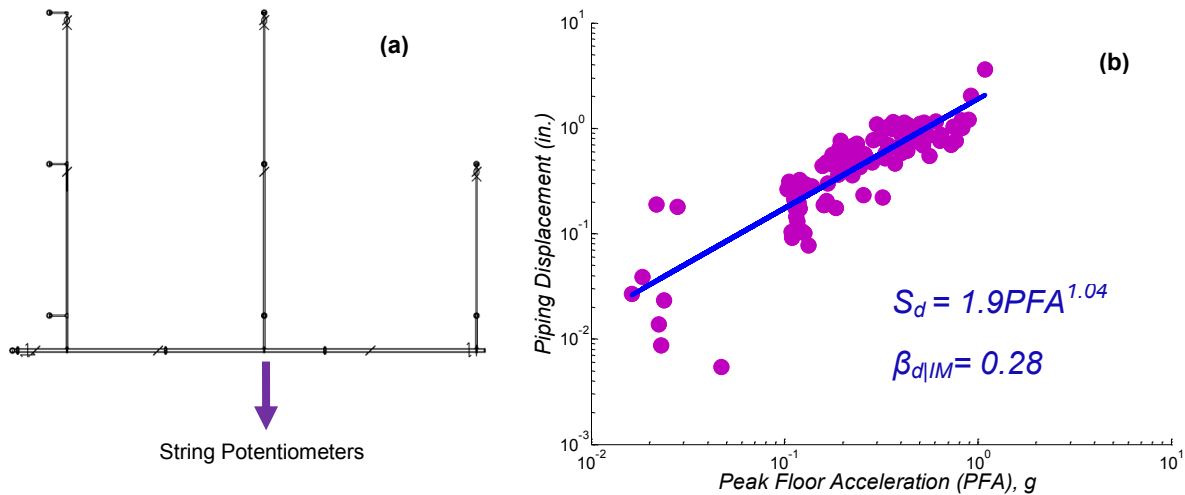 (a)
String Potentiometers
(b)
Piping Displacement (in.)
10^1
10^0
10^-1
10^-2
10^-3
S_d = 1.9PFA^1.04
β_d|IM = 0.28
10^-2
10^-1
10^0
10^1
Peak Floor Acceleration (PFA), g